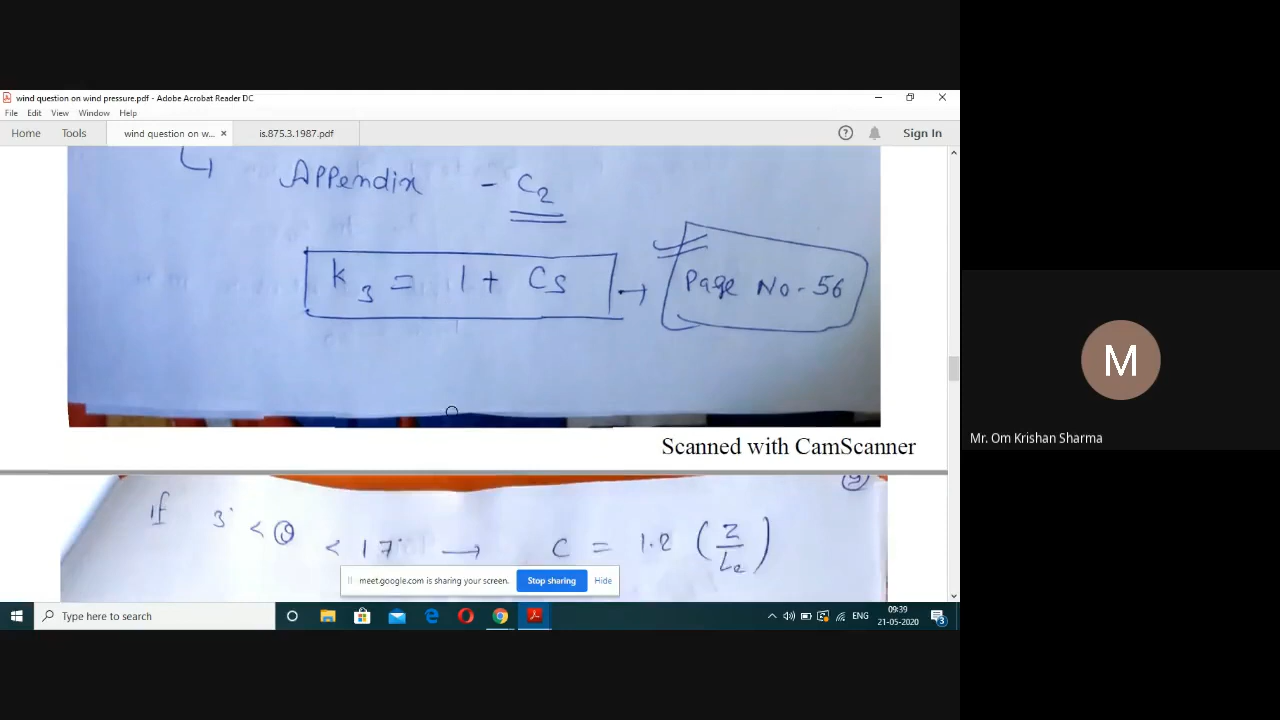 wind question on wind pressure.pdf - Adobe Acrobat Reader DC
File Edit View Window Help
Home Tools wind question on w... × is.875.3.1987.pdf ? Sign In
Appendix - C2
K3 = 1 + CS → Page No - 56
Scanned with CamScanner
If 3° < θ < 17° → C = 1.2 (Z/Le)
meet.google.com is sharing your screen. Stop sharing Hide
Type here to search
ENG
09:39
21-05-2020
3
M
Mr. Om Krishan Sharma